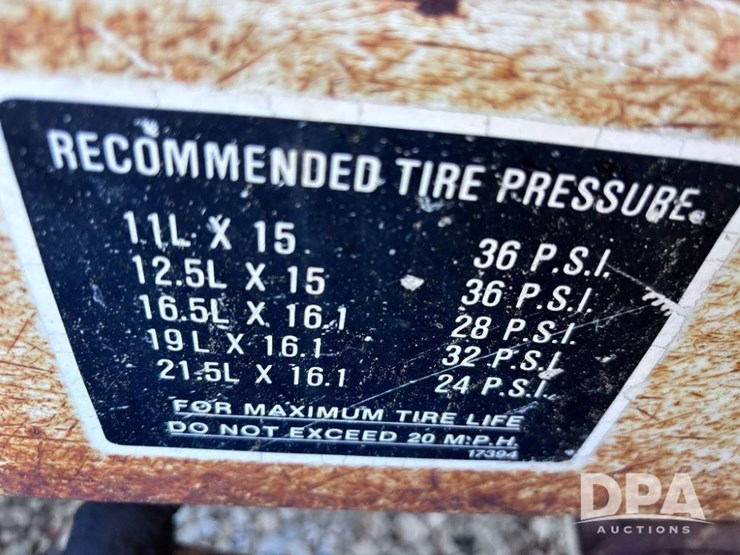 RECOMMENDED TIRE PRESSURE
11L X 15 36 P.S.I.
12.5L X 15 36 P.S.I.
16.5L X 16.1 28 P.S.I.
19L X 16.1 32 P.S.I.
21.5L X 16.1 24 P.S.I.
FOR MAXIMUM TIRE LIFE
DO NOT EXCEED 20 M.P.H.
17394
DPA
AUCTIONS